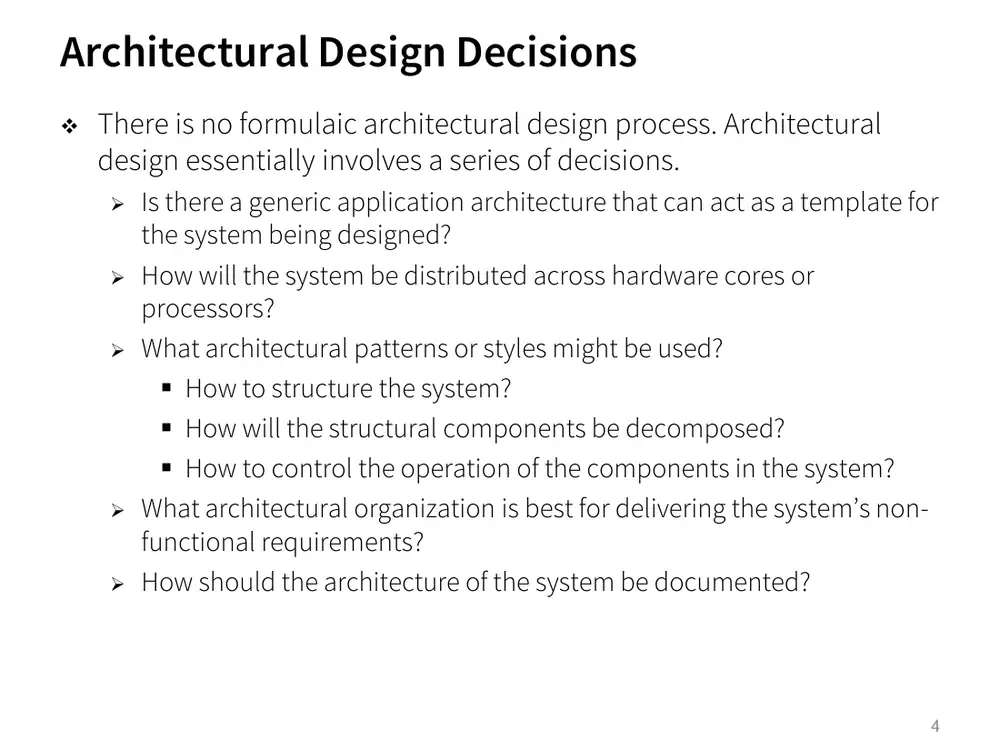 Architectural Design Decisions
❖ There is no formulaic architectural design process. Architectural
design essentially involves a series of decisions.
➢ Is there a generic application architecture that can act as a template for
the system being designed?
➢ How will the system be distributed across hardware cores or
processors?
➢ What architectural patterns or styles might be used?
▪ How to structure the system?
▪ How will the structural components be decomposed?
▪ How to control the operation of the components in the system?
➢ What architectural organization is best for delivering the system’s non-
functional requirements?
➢ How should the architecture of the system be documented?
4